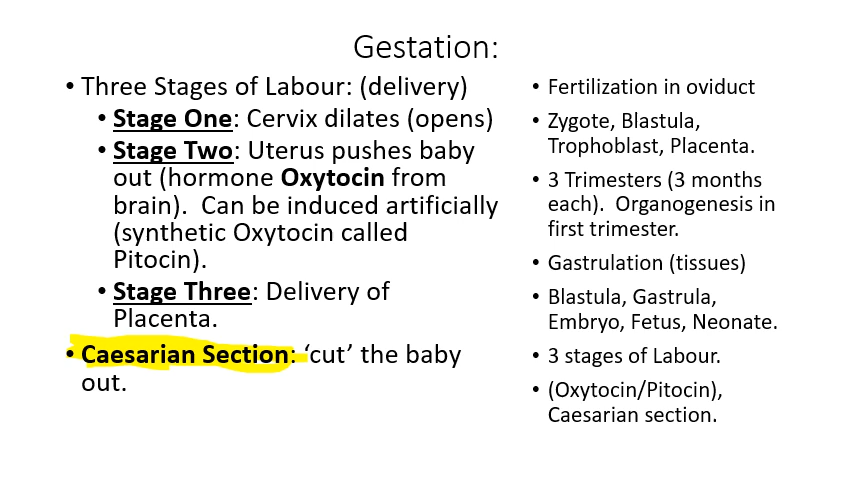 Gestation:
• Three Stages of Labour: (delivery)
• Stage One: Cervix dilates (opens)
• Stage Two: Uterus pushes baby
out (hormone Oxytocin from
brain).  Can be induced artificially
(synthetic Oxytocin called
Pitocin).
• Stage Three: Delivery of
Placenta.
• Caesarian Section: ‘cut’ the baby
out.
• Fertilization in oviduct
• Zygote, Blastula,
Trophoblast, Placenta.
• 3 Trimesters (3 months
each).  Organogenesis in
first trimester.
• Gastrulation (tissues)
• Blastula, Gastrula,
Embryo, Fetus, Neonate.
• 3 stages of Labour.
• (Oxytocin/Pitocin),
Caesarian section.